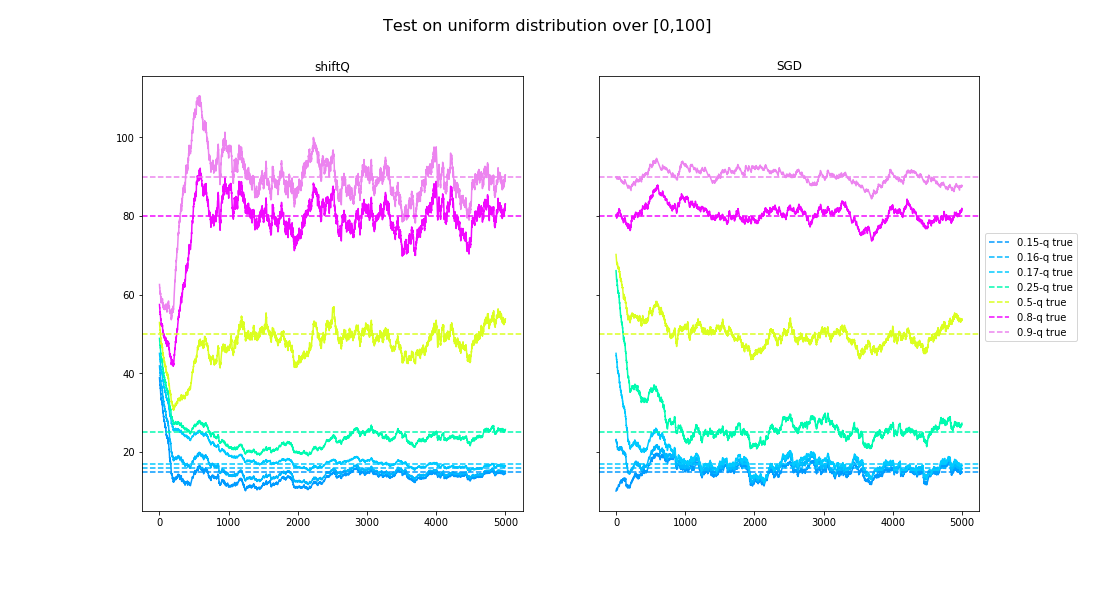 Test on uniform distribution over [0,100]
shiftQ
SGD
100
80
60
40
20
0 1000 2000 3000 4000 5000
0 1000 2000 3000 4000 5000
0.15-q true
0.16-q true
0.17-q true
0.25-q true
0.5-q true
0.8-q true
0.9-q true